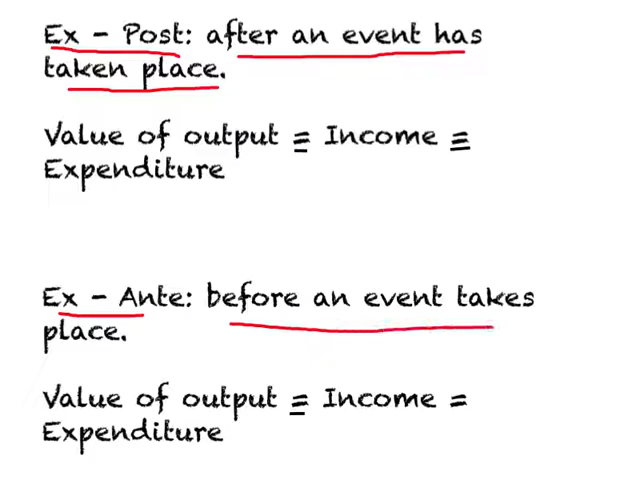 Ex - Post: after an event has
taken place.
Value of output ≡ Income ≡
Expenditure
Ex - Ante: before an event takes
place.
Value of output ≡ Income =
Expenditure